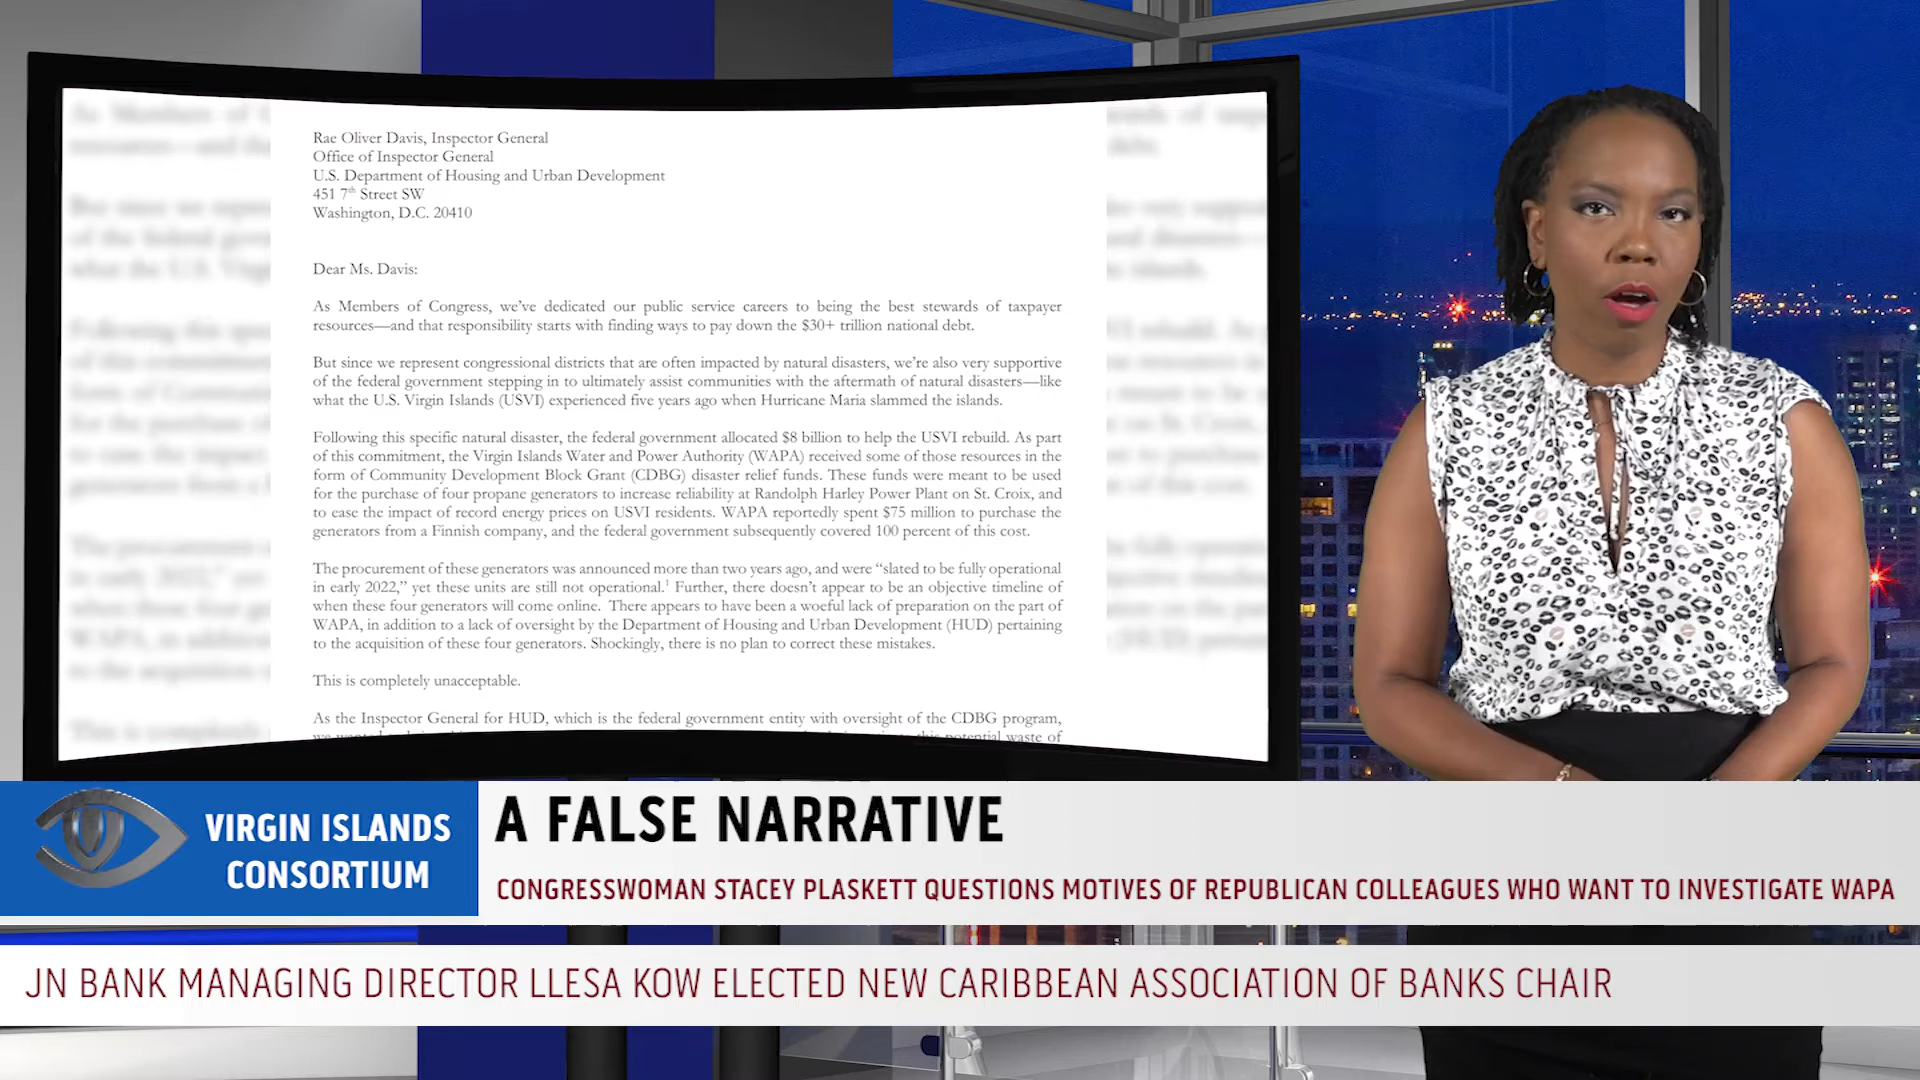 Rae Oliver Davis, Inspector General
Office of Inspector General
U.S. Department of Housing and Urban Development
451 7th Street SW
Washington, D.C. 20410
Dear Ms. Davis:
As Members of Congress, we've dedicated our public service careers to being the best stewards of taxpayer
resources—and that responsibility starts with finding ways to pay down the $30+ trillion national debt.
But since we represent congressional districts that are often impacted by natural disasters, we're also very supportive
of the federal government stepping in to ultimately assist communities with the aftermath of natural disasters—like
what the U.S. Virgin Islands (USVI) experienced five years ago when Hurricane Maria slammed the islands.
Following this specific natural disaster, the federal government allocated $8 billion to help the USVI rebuild. As part
of this commitment, the Virgin Islands Water and Power Authority (WAPA) received some of those resources in the
form of Community Development Block Grant (CDBG) disaster relief funds. These funds were meant to be used
for the purchase of four propane generators to increase reliability at Randolph Harley Power Plant on St. Croix, and
to ease the impact of record energy prices on USVI residents. WAPA reportedly spent $75 million to purchase the
generators from a Finnish company, and the federal government subsequently covered 100 percent of this cost.
The procurement of these generators was announced more than two years ago, and were “slated to be fully operational
in early 2022,” yet these units are still not operational.¹ Further, there doesn't appear to be an objective timeline of
when these four generators will come online. There appears to have been a woeful lack of preparation on the part of
WAPA, in addition to a lack of oversight by the Department of Housing and Urban Development (HUD) pertaining
to the acquisition of these four generators. Shockingly, there is no plan to correct these mistakes.
This is completely unacceptable.
As the Inspector General for HUD, which is the federal government entity with oversight of the CDBG program,
this potential waste of
VIRGIN ISLANDS
CONSORTIUM
A FALSE NARRATIVE
CONGRESSWOMAN STACEY PLASKETT QUESTIONS MOTIVES OF REPUBLICAN COLLEAGUES WHO WANT TO INVESTIGATE WAPA
JN BANK MANAGING DIRECTOR LLESA KOW ELECTED NEW CARIBBEAN ASSOCIATION OF BANKS CHAIR